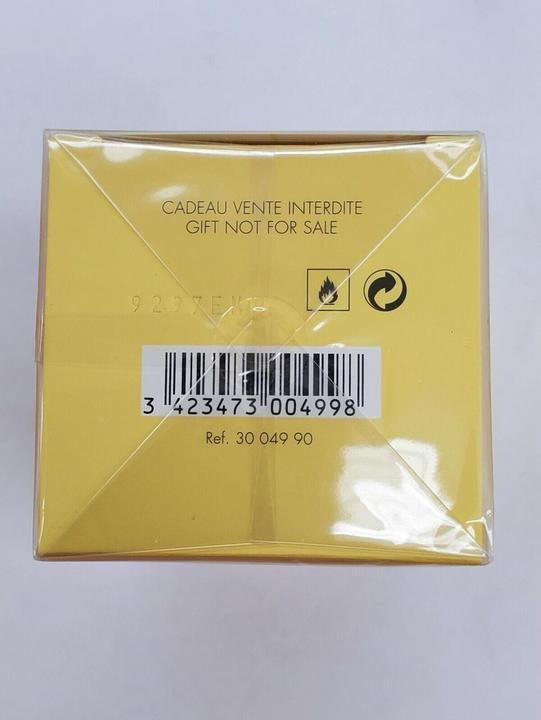 CADEAU VENTE INTERDITE
GIFT NOT FOR SALE
3 423473 004998
Ref. 30 049 90